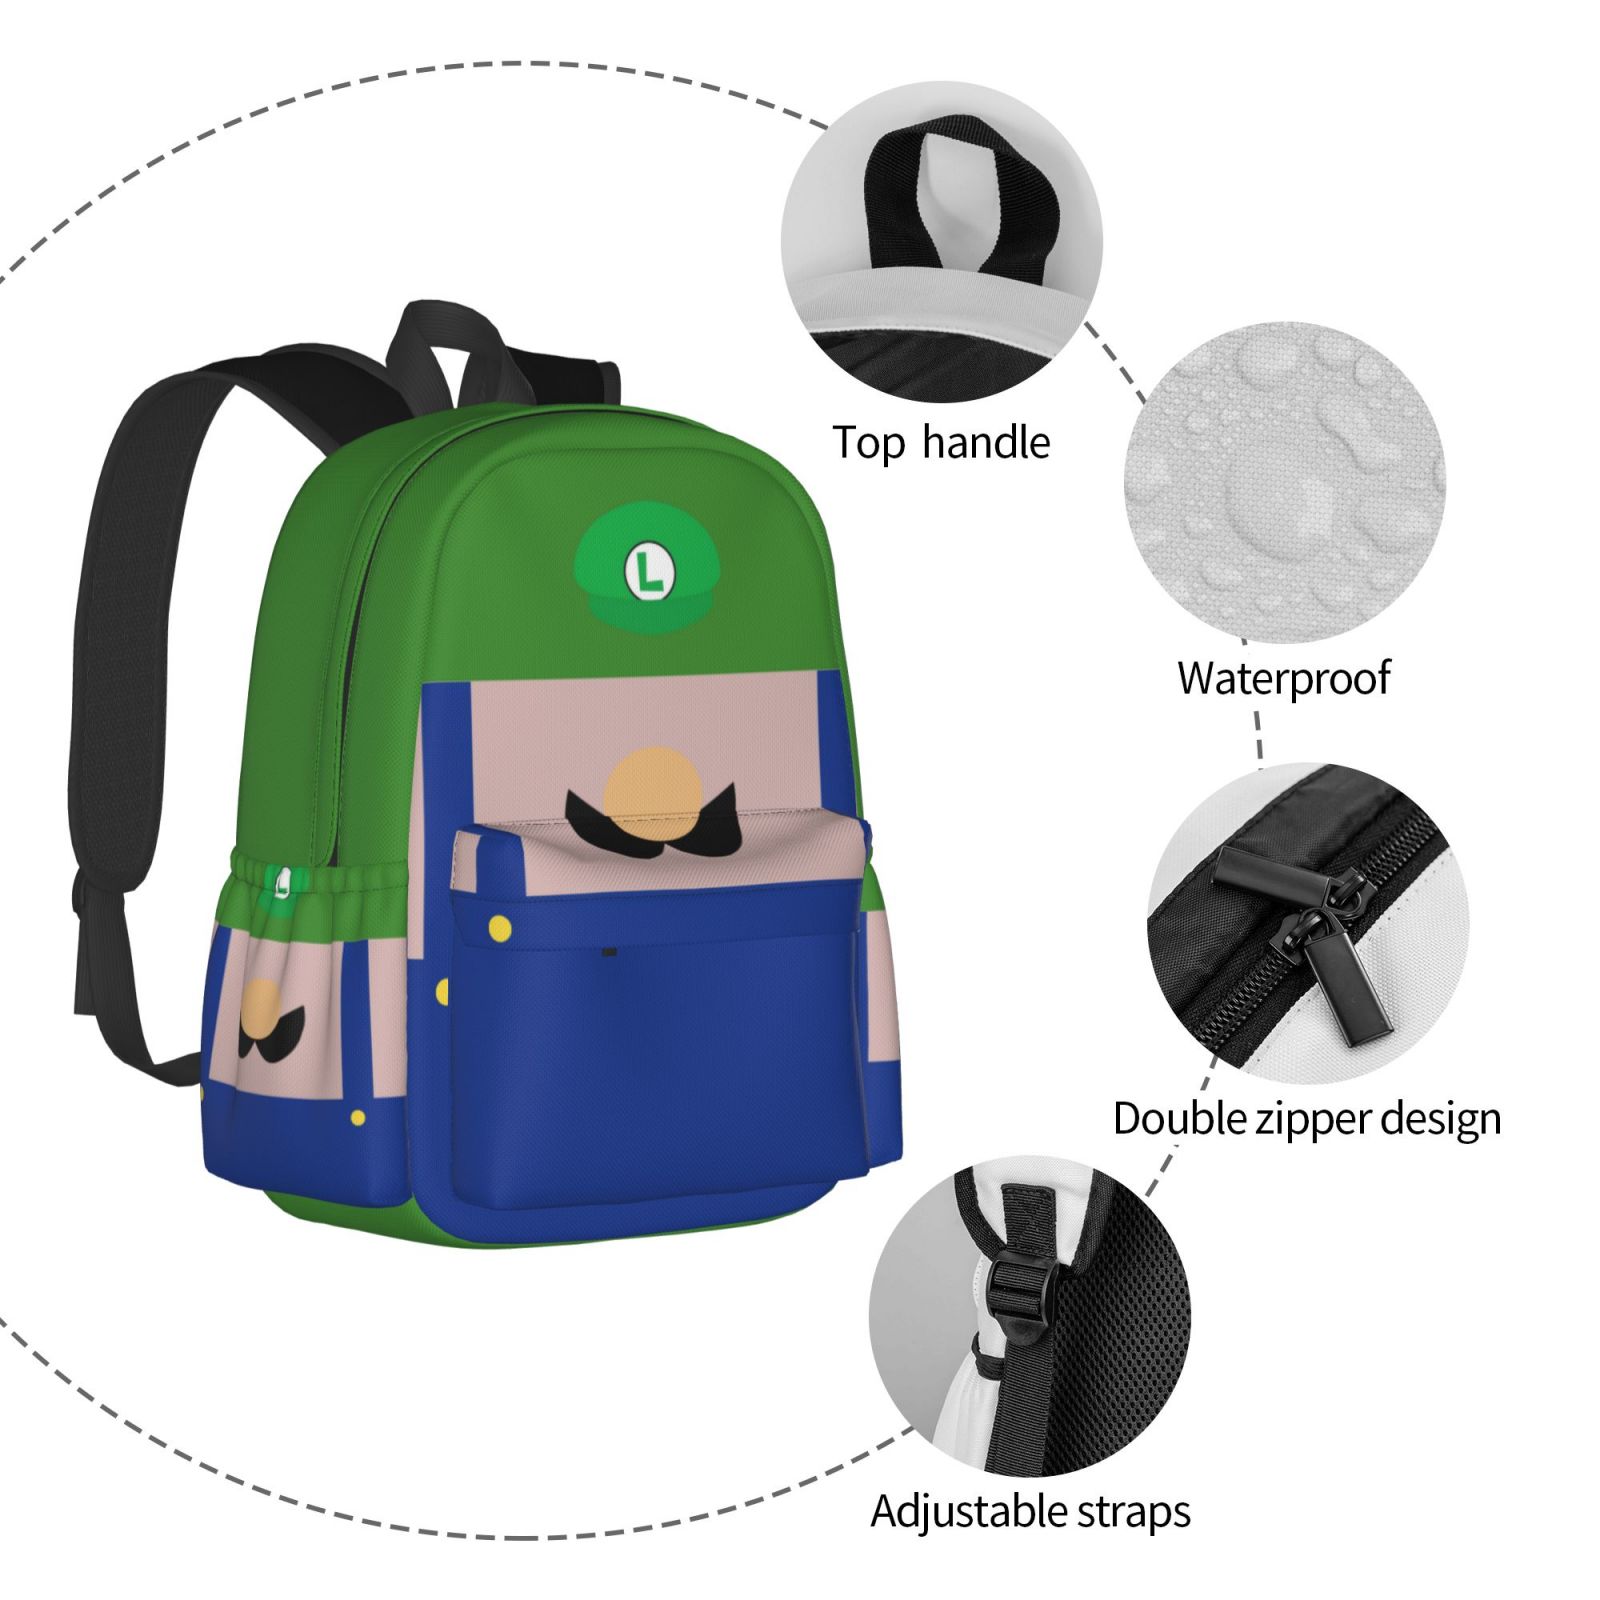 Top handle
L
Waterproof
L
Double zipper design
Adjustable straps